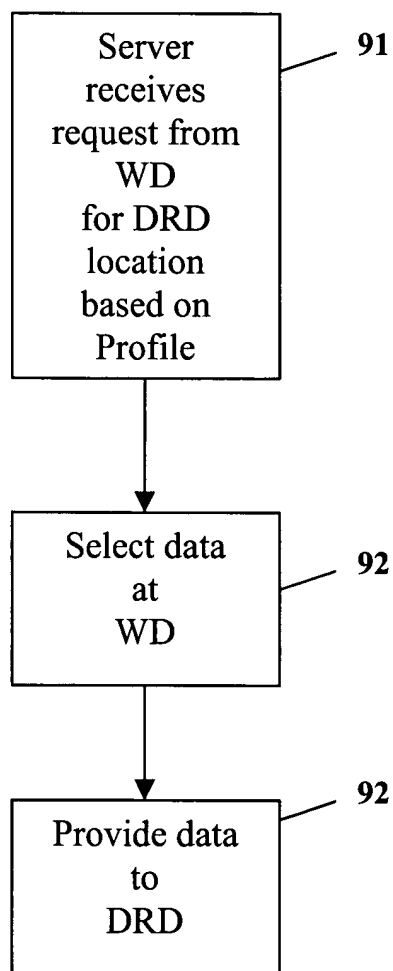 Server
receives
request from
WD
for DRD
location
based on
Profile
91
Select data
at
WD
92
Provide data
to
DRD
92